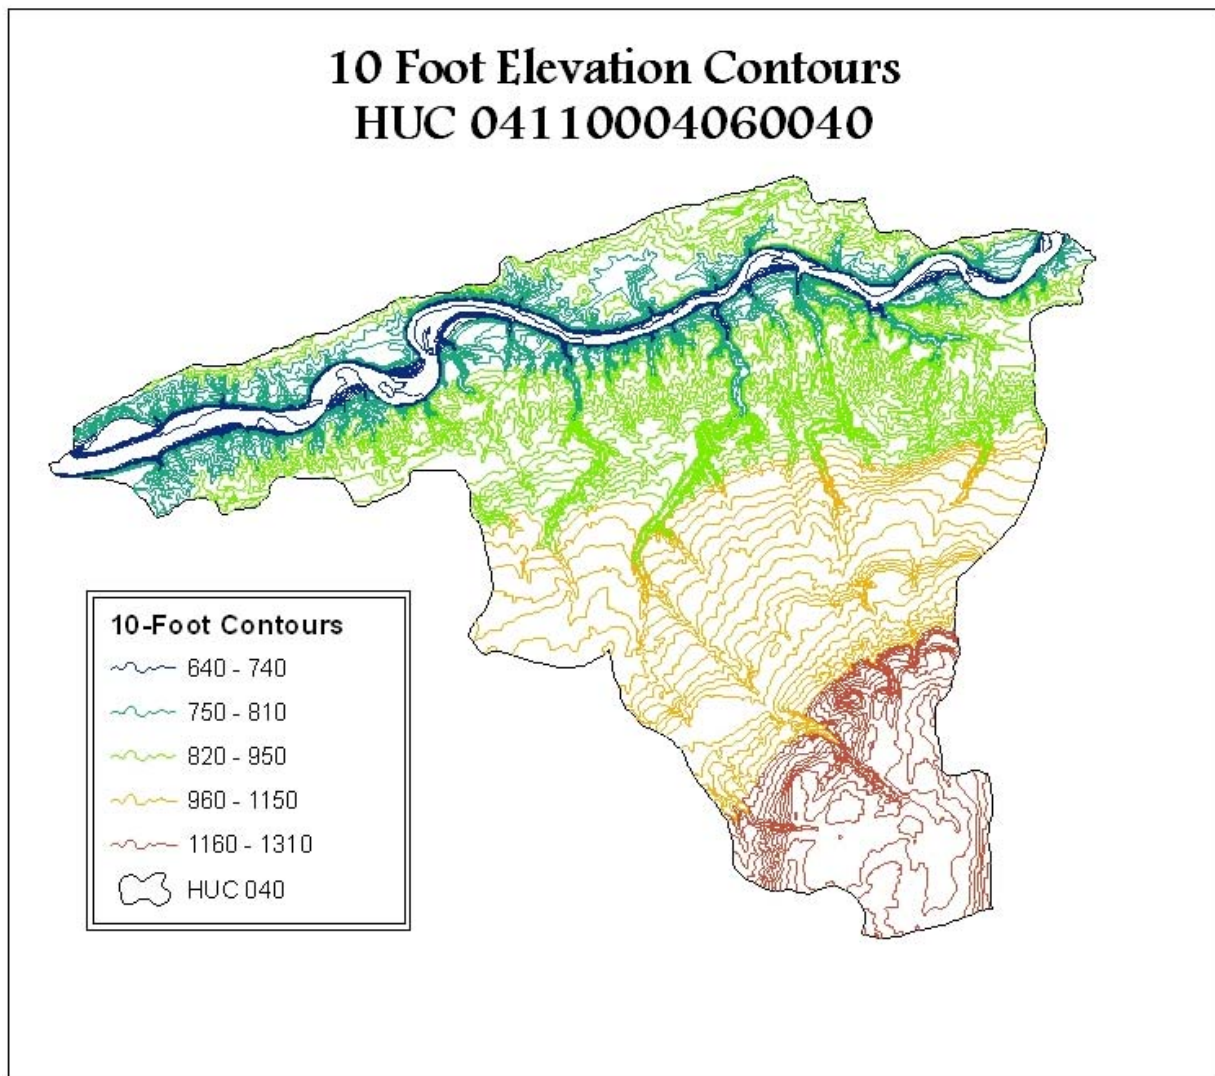 10 Foot Elevation Contours
HUC 04110004060040
10-Foot Contours
640 - 740
750 - 810
820 - 950
960 - 1150
1160 - 1310
HUC 040